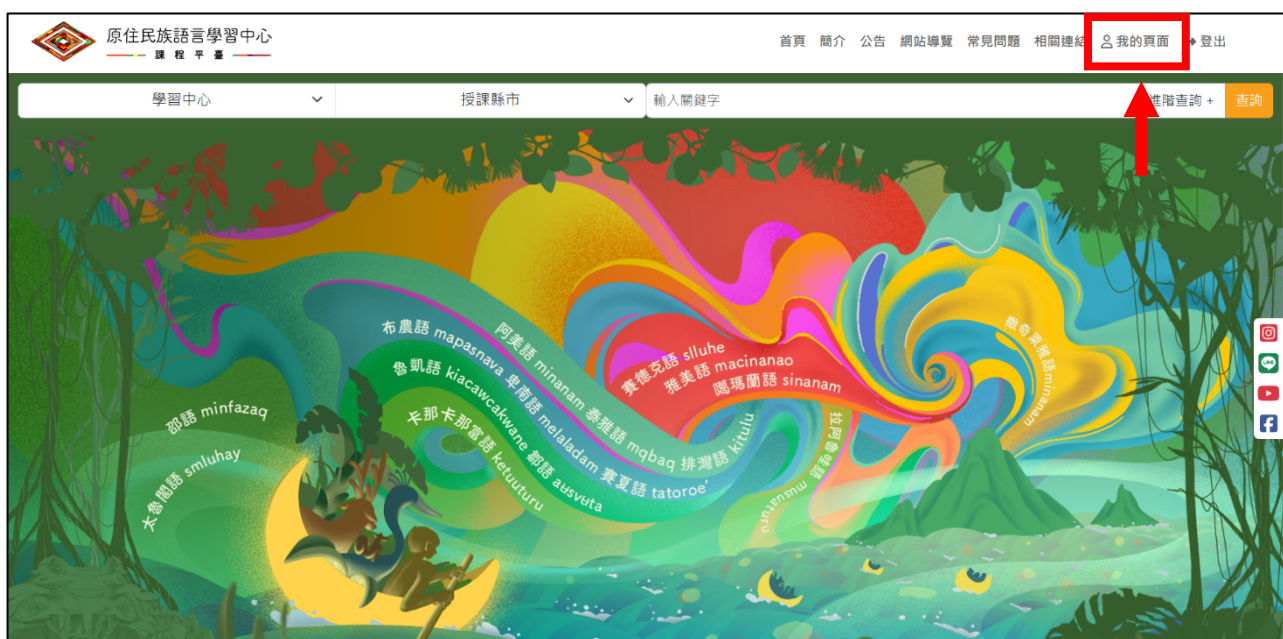 原住民族語言學習中心
課程平臺
首頁 簡介 公告 網站導覽 常見問題 相關連結 我的頁面 登出
學習中心 授課縣市 輸入關鍵字 進階查詢 + 查詢
布農語 mapasnava 卑南語 melaladam 賽夏語 tatoroe'
阿美語 minanam 泰雅語 mqbaq 排灣語 kitulu
賽德克語 slluhe
雅美語 macinanao
噶瑪蘭語 sinanam
撒奇萊雅語 minanam
魯凱語 kiacawcakwane 鄒語 aʉsvʉta
卡那卡那富語 ketuuturu
拉阿魯哇語 musuaturu
邵語 minfazaq
太魯閣語 smluhay
LINE